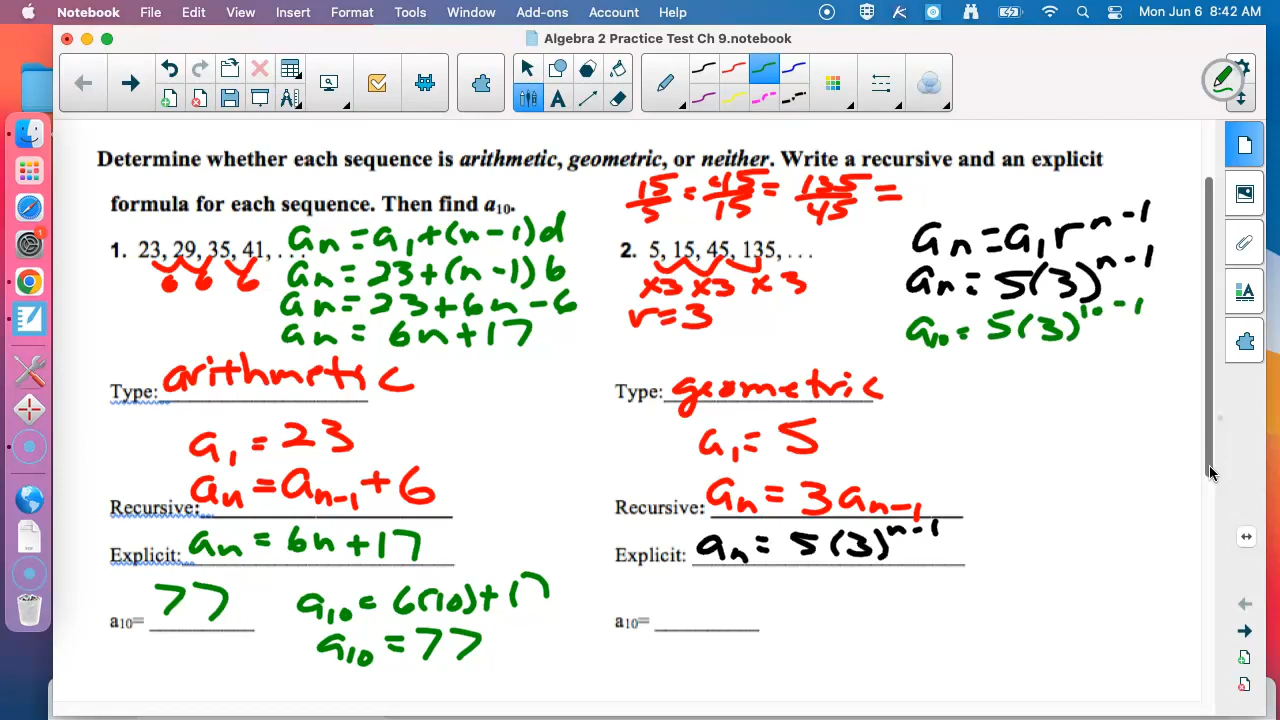 Notebook File Edit View Insert Format Tools Window Add-ons Account Help Mon Jun 6 8:42 AM
Algebra 2 Practice Test Ch 9.notebook
Determine whether each sequence is arithmetic, geometric, or neither. Write a recursive and an explicit
formula for each sequence. Then find a₁₀.
15/5 = 45/15 = 135/45 =
1. 23, 29, 35, 41, . . .
6 6 6
aₙ = a₁ + (n - 1)d
aₙ = 23 + (n - 1)6
aₙ = 23 + 6n - 6
aₙ = 6n + 17
Type: arithmetic
a₁ = 23
Recursive: aₙ = aₙ₋₁ + 6
Explicit: aₙ = 6n + 17
a₁₀= 77
a₁₀ = 6(10) + 17
a₁₀ = 77
2. 5, 15, 45, 135, . . .
x3 x3 x3
r = 3
aₙ = a₁rⁿ⁻¹
aₙ = 5(3)ⁿ⁻¹
a₁₀ = 5(3)¹⁰⁻¹
Type: geometric
a₁ = 5
Recursive: aₙ = 3aₙ₋₁
Explicit: aₙ = 5(3)ⁿ⁻¹
a₁₀=